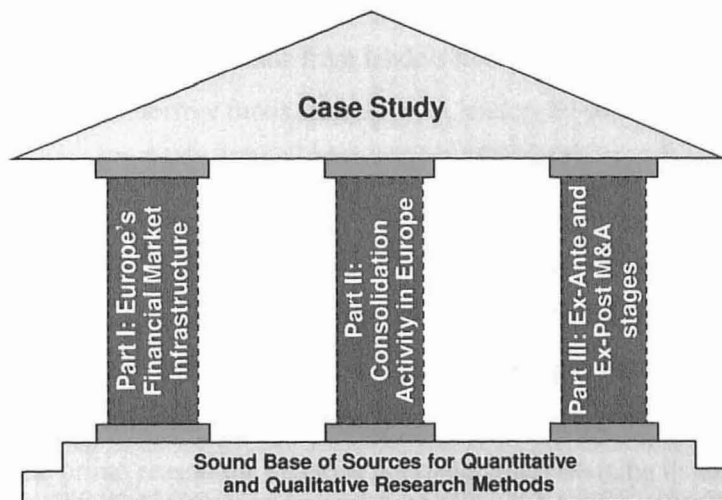 Case Study
Part I: Europe's
Financial Market
Infrastructure
Part II:
Consolidation
Activity in Europe
Part III: Ex-Ante and
Ex-Post M&A
stages
Sound Base of Sources for Quantitative
and Qualitative Research Methods